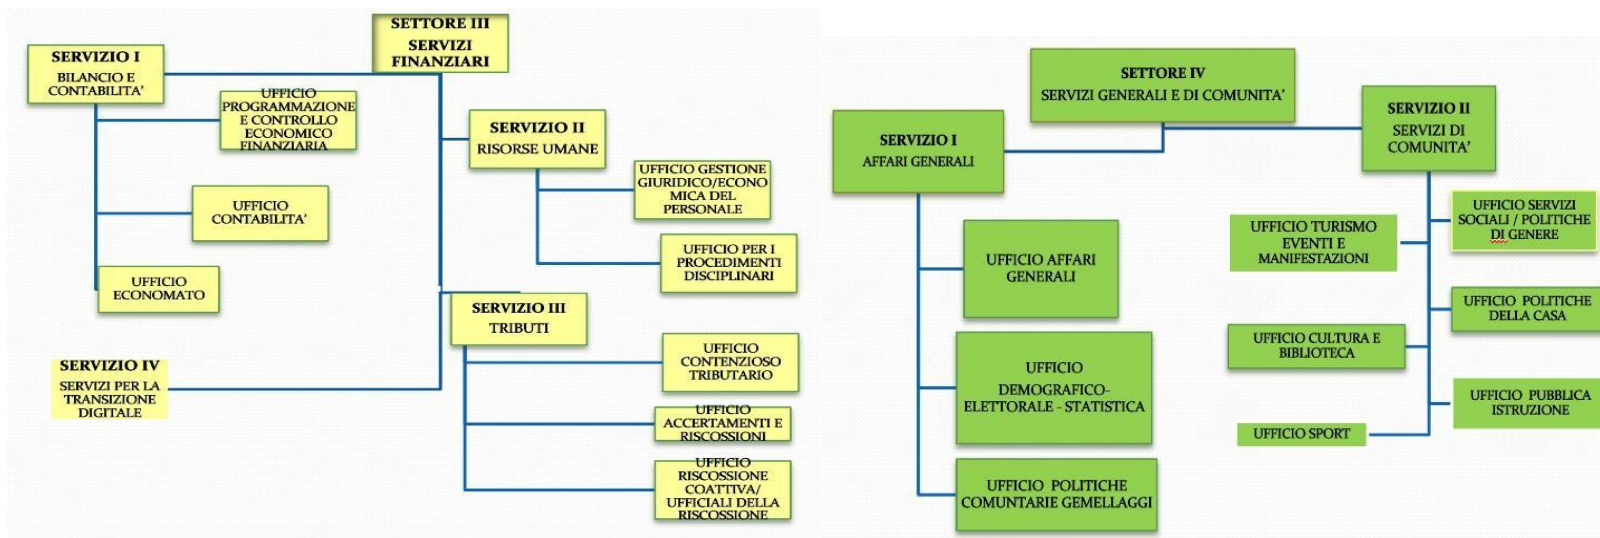 SETTORE III
SERVIZI
FINANZIARI
SERVIZIO I
BILANCIO E
CONTABILITA'
UFFICIO
PROGRAMMAZIONE
E CONTROLLO
ECONOMICO
FINANZIARIA
UFFICIO
CONTABILITA'
UFFICIO
ECONOMATO
SERVIZIO II
RISORSE UMANE
UFFICIO GESTIONE
GIURIDICO/ECONO
MICA DEL
PERSONALE
UFFICIO PER I
PROCEDIMENTI
DISCIPLINARI
SERVIZIO III
TRIBUTI
UFFICIO
CONTENZIOSO
TRIBUTARIO
UFFICIO
ACCERTAMENTI E
RISCOSSIONI
UFFICIO
RISCOSSIONE
COATTIVA/
UFFICIALI DELLA
RISCOSSIONE
SERVIZIO IV
SERVIZI PER LA
TRANSIZIONE
DIGITALE
SETTORE IV
SERVIZI GENERALI E DI COMUNITA'
SERVIZIO I
AFFARI GENERALI
UFFICIO AFFARI
GENERALI
UFFICIO
DEMOGRAFICO-
ELETTORALE - STATISTICA
UFFICIO POLITICHE
COMUNTARIE GEMELLAGGI
SERVIZIO II
SERVIZI DI
COMUNITA'
UFFICIO SERVIZI
SOCIALI / POLITICHE
DI GENERE
UFFICIO TURISMO
EVENTI E
MANIFESTAZIONI
UFFICIO POLITICHE
DELLA CASA
UFFICIO CULTURA E
BIBLIOTECA
UFFICIO PUBBLICA
ISTRUZIONE
UFFICIO SPORT